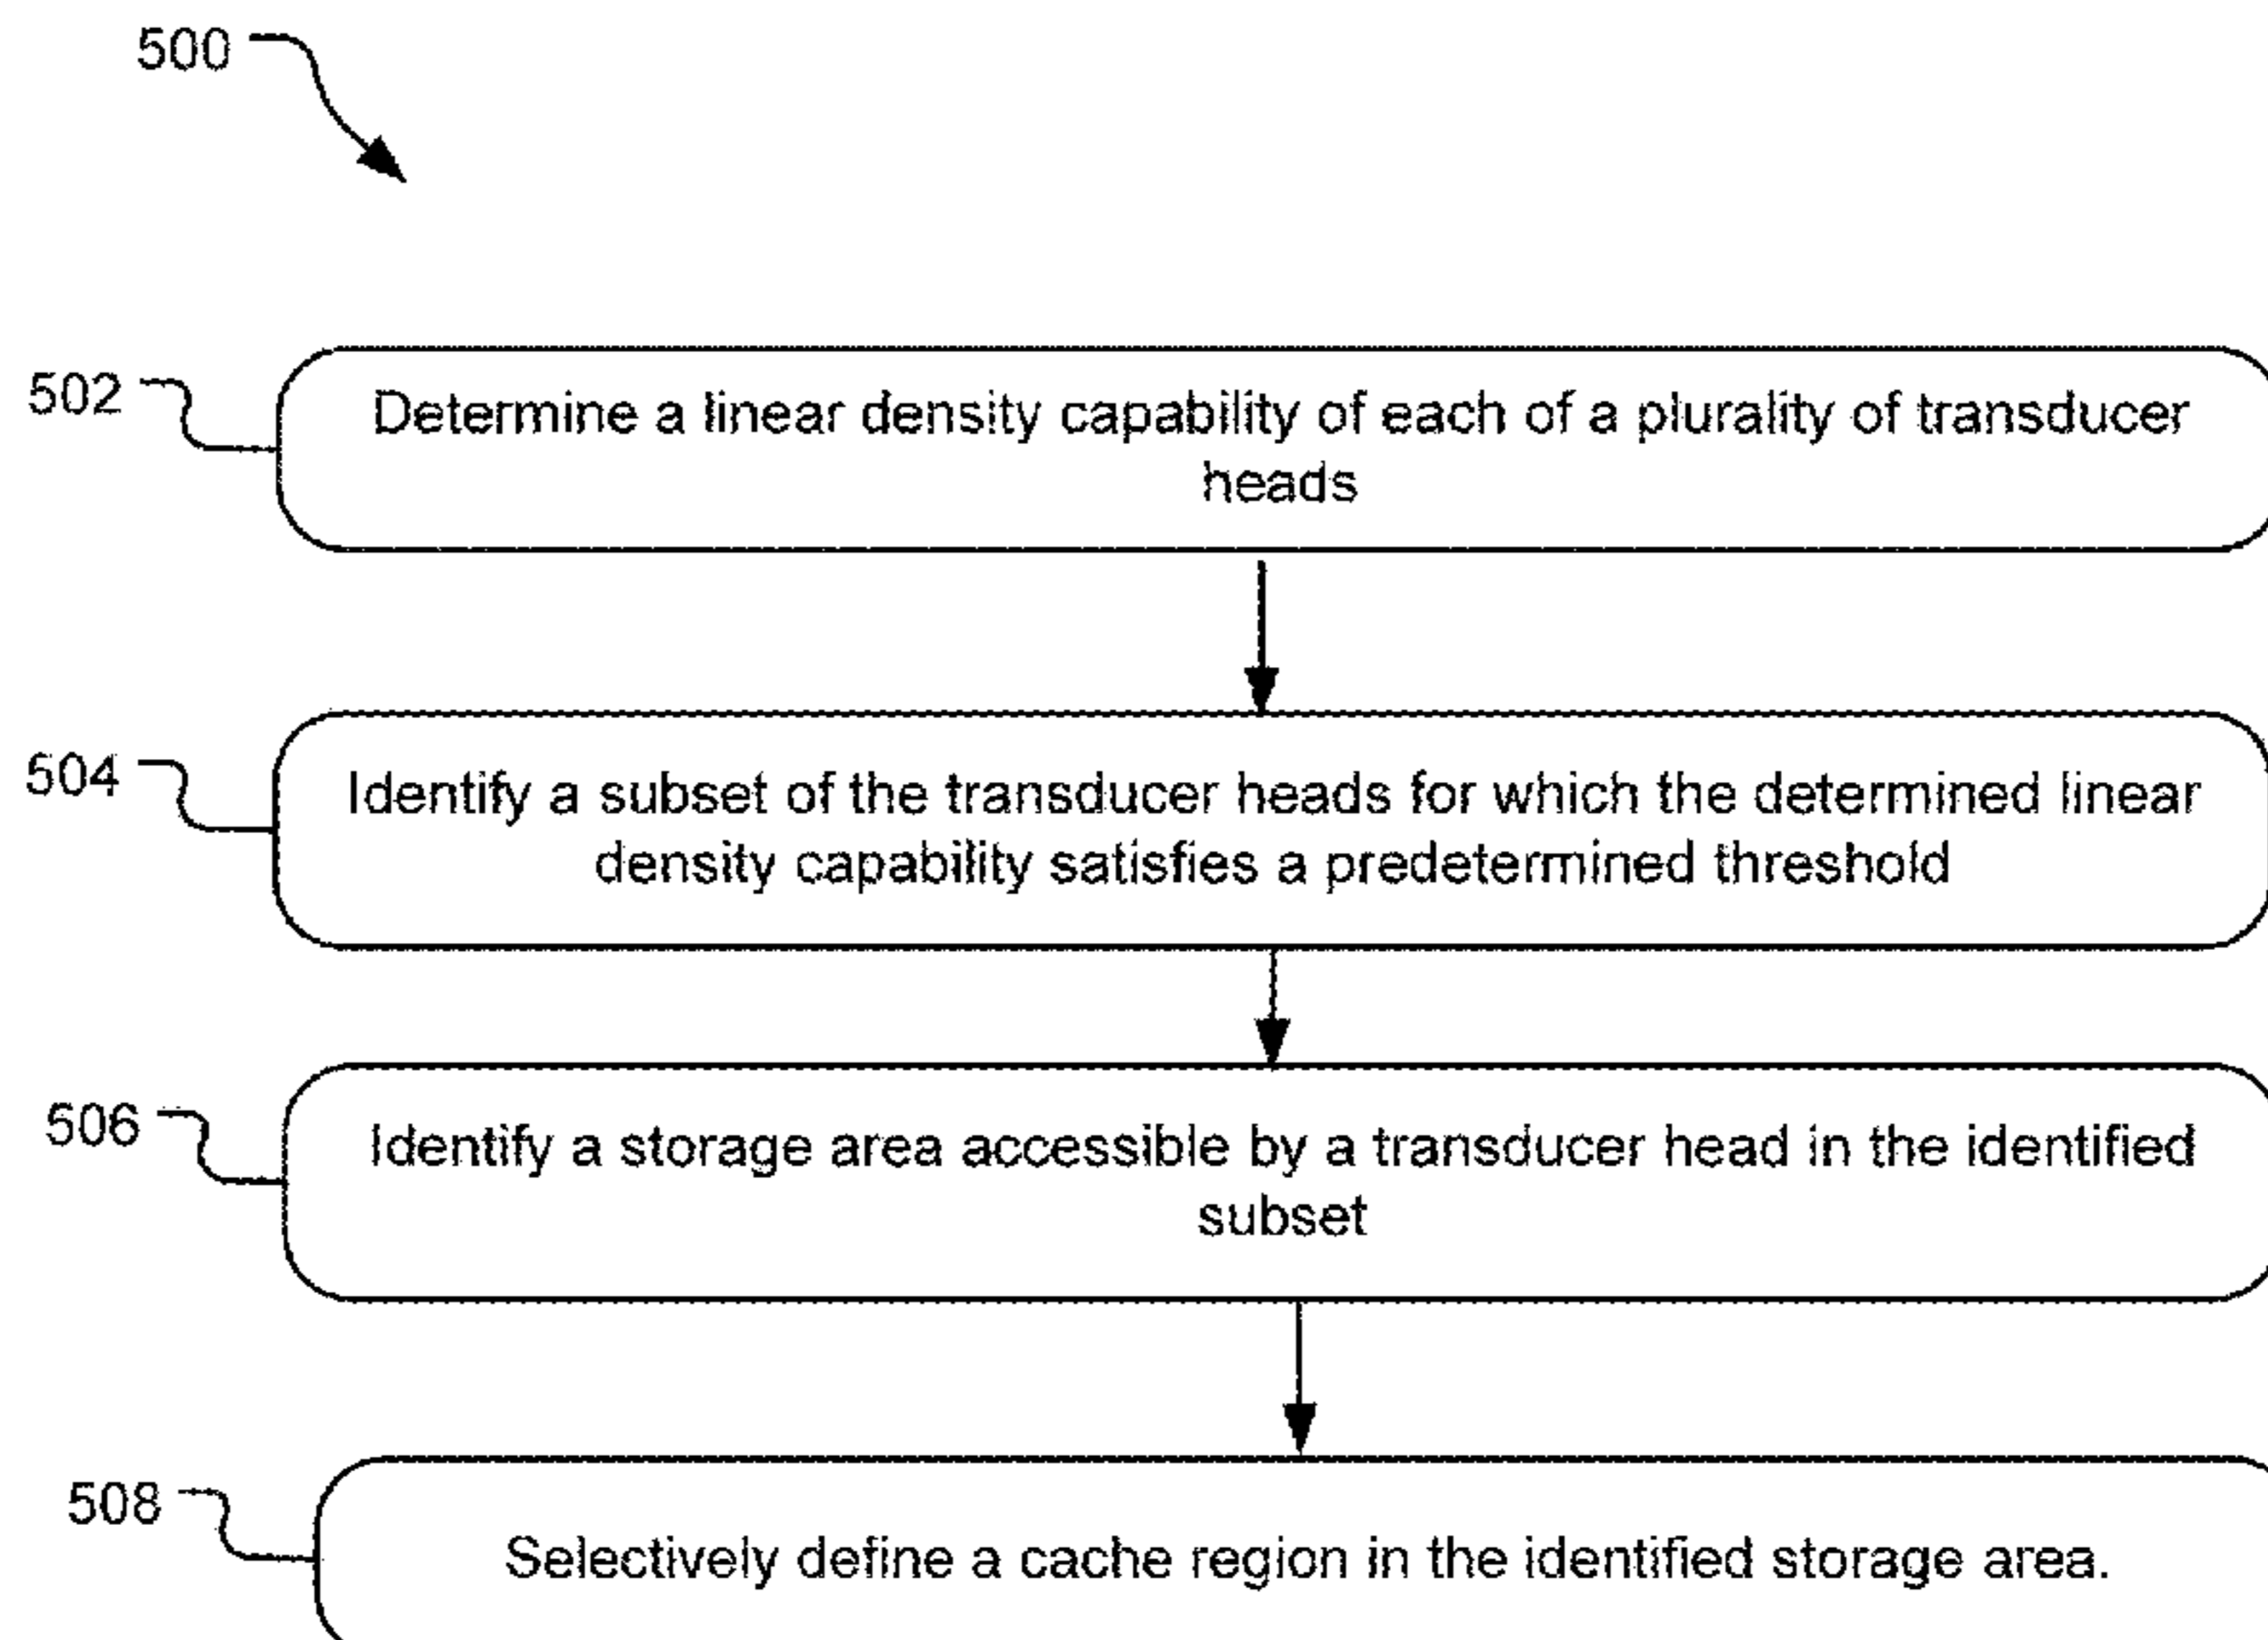 500
502
Determine a linear density capability of each of a plurality of transducer
heads
504
Identify a subset of the transducer heads for which the determined linear
density capability satisfies a predetermined threshold
506
Identify a storage area accessible by a transducer head in the identified
subset
508
Selectively define a cache region in the identified storage area.